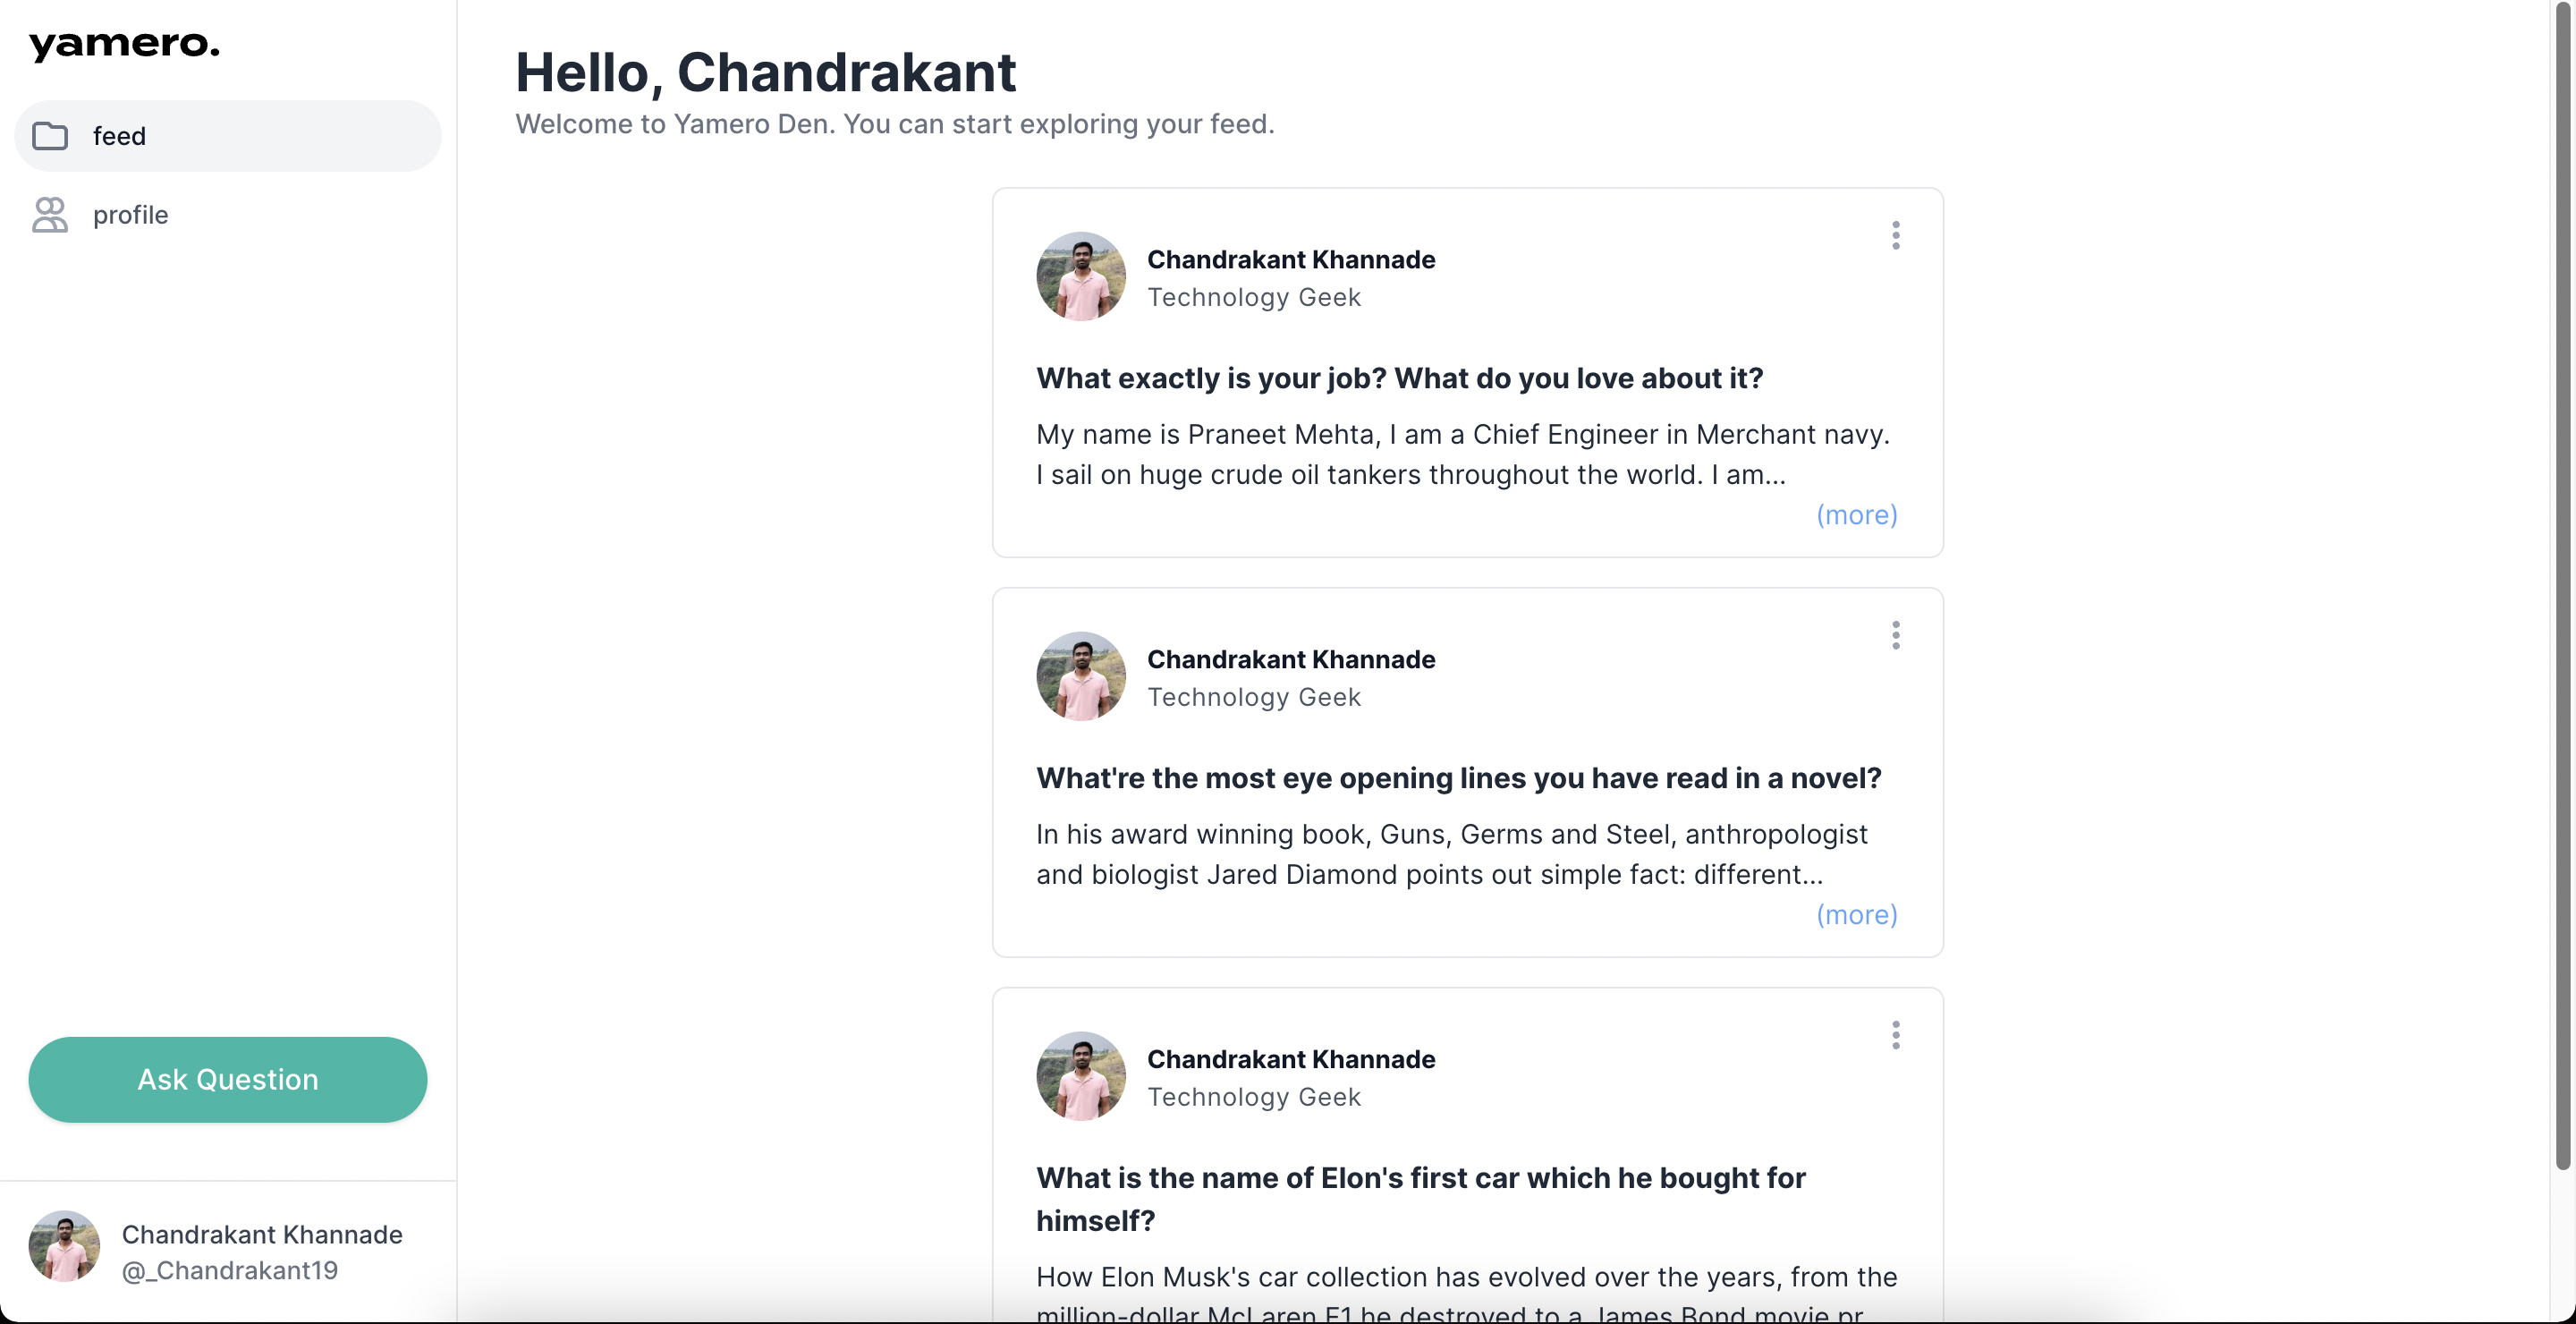 yamero.
feed
profile
Ask Question
Chandrakant Khannade
@_Chandrakant19
Hello, Chandrakant
Welcome to Yamero Den. You can start exploring your feed.
Chandrakant Khannade
Technology Geek
What exactly is your job? What do you love about it?
My name is Praneet Mehta, I am a Chief Engineer in Merchant navy.
I sail on huge crude oil tankers throughout the world. I am...
(more)
Chandrakant Khannade
Technology Geek
What're the most eye opening lines you have read in a novel?
In his award winning book, Guns, Germs and Steel, anthropologist
and biologist Jared Diamond points out simple fact: different...
(more)
Chandrakant Khannade
Technology Geek
What is the name of Elon's first car which he bought for
himself?
How Elon Musk's car collection has evolved over the years, from the
million-dollar McLaren F1 he destroyed to a James Bond movie pr